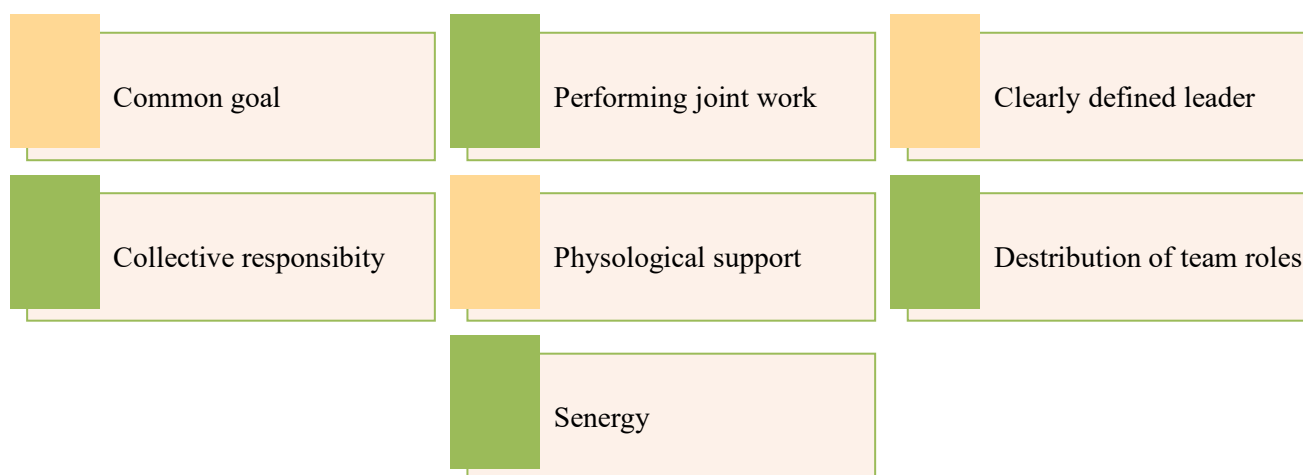 Common goal
Performing joint work
Clearly defined leader
Collective responsibity
Physological support
Destribution of team roles
Senergy